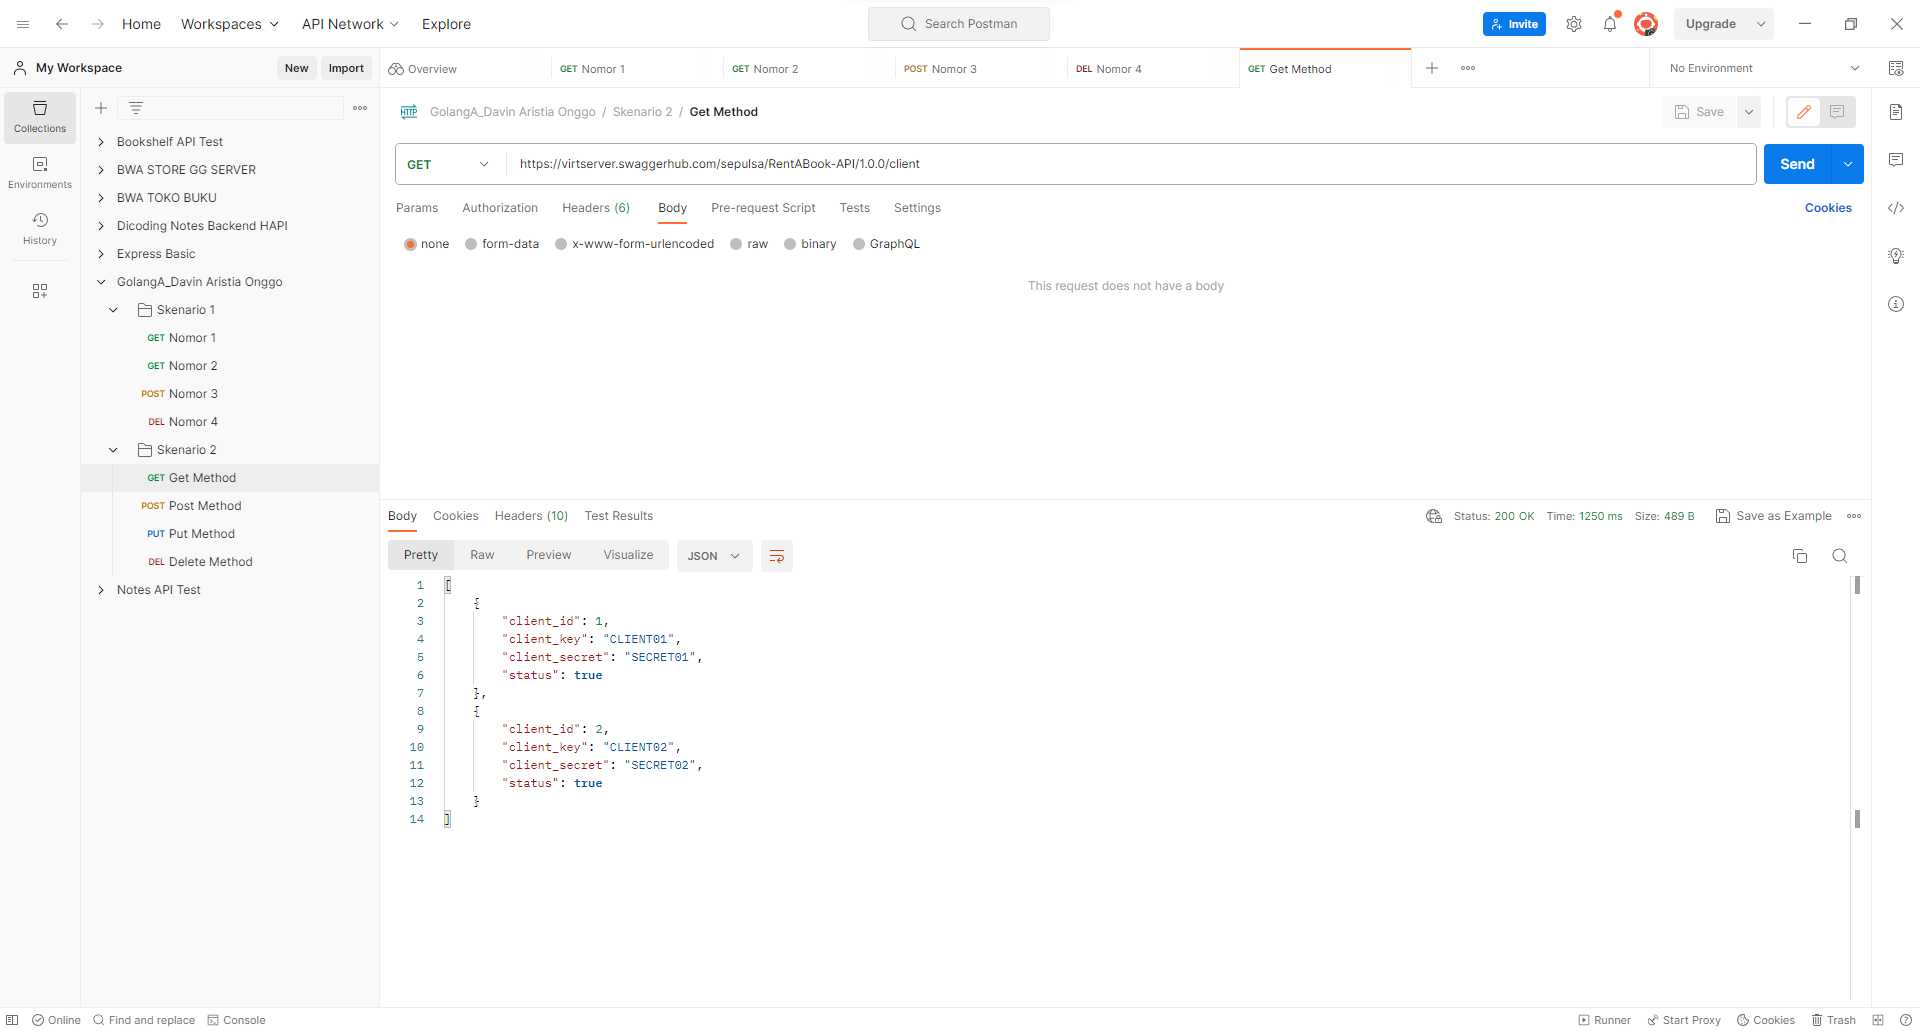 Home Workspaces API Network Explore Search Postman Invite Upgrade
My Workspace New Import
Overview GET Nomor 1 GET Nomor 2 POST Nomor 3 DEL Nomor 4 GET Get Method No Environment
Collections
Environments
History
Bookshelf API Test
BWA STORE GG SERVER
BWA TOKO BUKU
Dicoding Notes Backend HAPI
Express Basic
GolangA_Davin Aristia Onggo
Skenario 1
GET Nomor 1
GET Nomor 2
POST Nomor 3
DEL Nomor 4
Skenario 2
GET Get Method
POST Post Method
PUT Put Method
DEL Delete Method
Notes API Test
HTTP GolangA_Davin Aristia Onggo / Skenario 2 / Get Method Save
GET https://virtserver.swaggerhub.com/sepulsa/RentABook-API/1.0.0/client Send
Params Authorization Headers (6) Body Pre-request Script Tests Settings Cookies
none form-data x-www-form-urlencoded raw binary GraphQL
This request does not have a body
Body Cookies Headers (10) Test Results Status: 200 OK Time: 1250 ms Size: 489 B Save as Example
Pretty Raw Preview Visualize JSON
1 [
2 {
3 "client_id": 1,
4 "client_key": "CLIENT01",
5 "client_secret": "SECRET01",
6 "status": true
7 },
8 {
9 "client_id": 2,
10 "client_key": "CLIENT02",
11 "client_secret": "SECRET02",
12 "status": true
13 }
14 ]
Online Find and replace Console Runner Start Proxy Cookies Trash